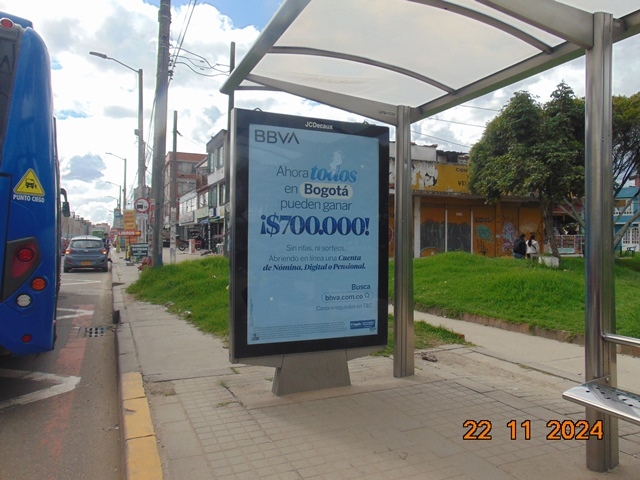 JCDecaux
BBVA
Ahora todos
en Bogotá
pueden ganar
¡$700.000!
Sin rifas, ni sorteos.
Abriendo en línea una Cuenta
de Nómina, Digital o Pensional.
Busca
bbva.com.co
PUNTO CIEGO
22 11 2024